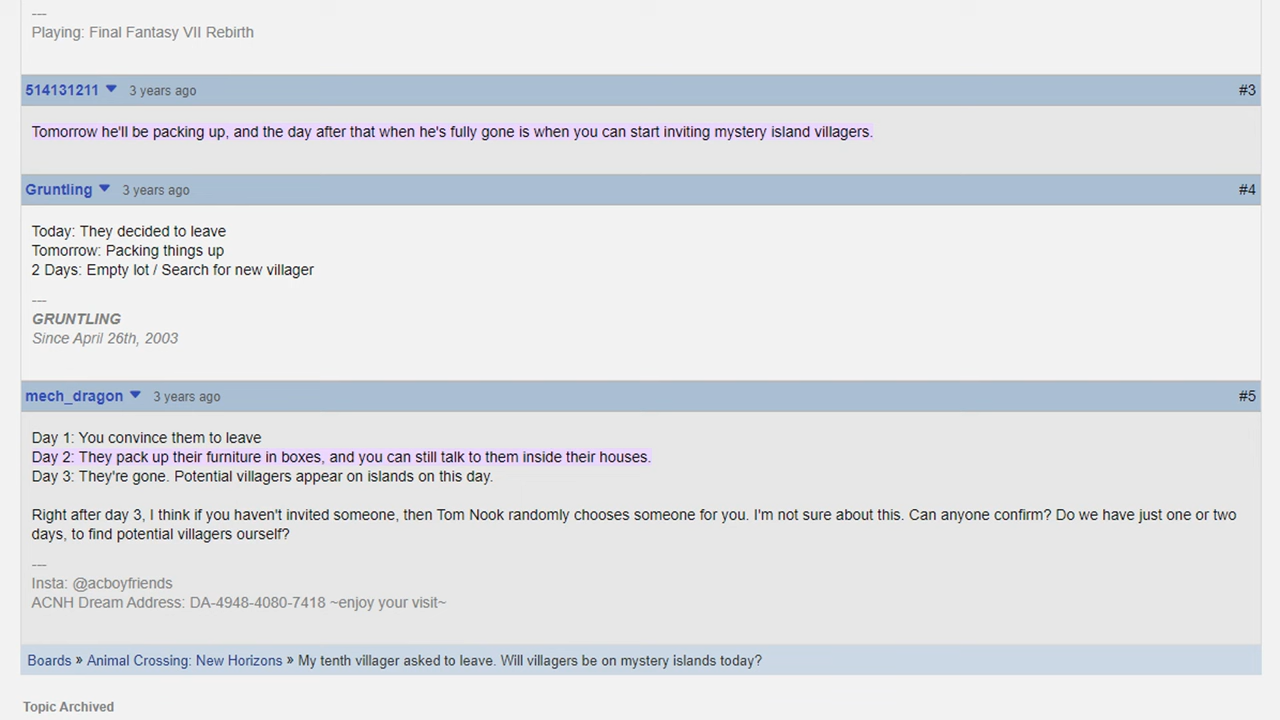 ---
Playing: Final Fantasy VII Rebirth
514131211 3 years ago #3
Tomorrow he'll be packing up, and the day after that when he's fully gone is when you can start inviting mystery island villagers.
Gruntling 3 years ago #4
Today: They decided to leave
Tomorrow: Packing things up
2 Days: Empty lot / Search for new villager
---
GRUNTLING
Since April 26th, 2003
mech_dragon 3 years ago #5
Day 1: You convince them to leave
Day 2: They pack up their furniture in boxes, and you can still talk to them inside their houses.
Day 3: They're gone. Potential villagers appear on islands on this day.
Right after day 3, I think if you haven't invited someone, then Tom Nook randomly chooses someone for you. I'm not sure about this. Can anyone confirm? Do we have just one or two
days, to find potential villagers ourself?
---
Insta: @acboyfriends
ACNH Dream Address: DA-4948-4080-7418 ~enjoy your visit~
Boards » Animal Crossing: New Horizons » My tenth villager asked to leave. Will villagers be on mystery islands today?
Topic Archived